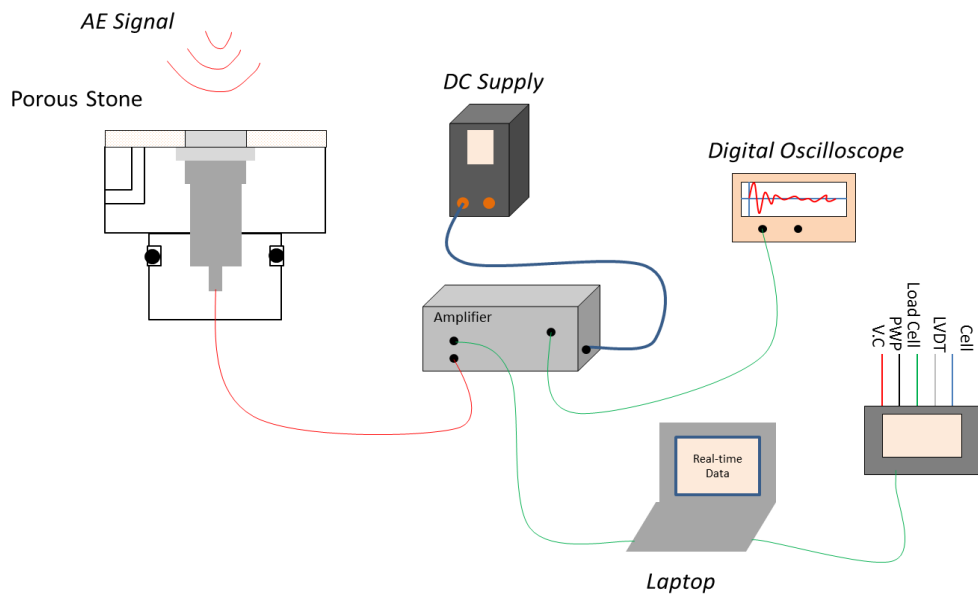 AE Signal
Porous Stone
DC Supply
Digital Oscilloscope
Amplifier
V.C
PWP
Load Cell
LVDT
Cell
Real-time
Data
Laptop